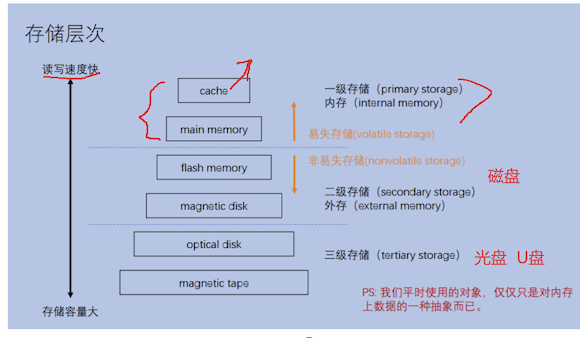 存储层次
读写速度快
cache
一级存储（primary storage)
内存（internal memory）
main memory
易失存储(volatile storage)
flash memory
非易失存储(nonvolatile storage)
磁盘
magnetic disk
二级存储（secondary storage）
外存（external memory）
optical disk
三级存储（tertiary storage）
光盘 U盘
magnetic tape
存储容量大
PS: 我们平时使用的对象，仅仅只是对内存
上数据的一种抽象而已。